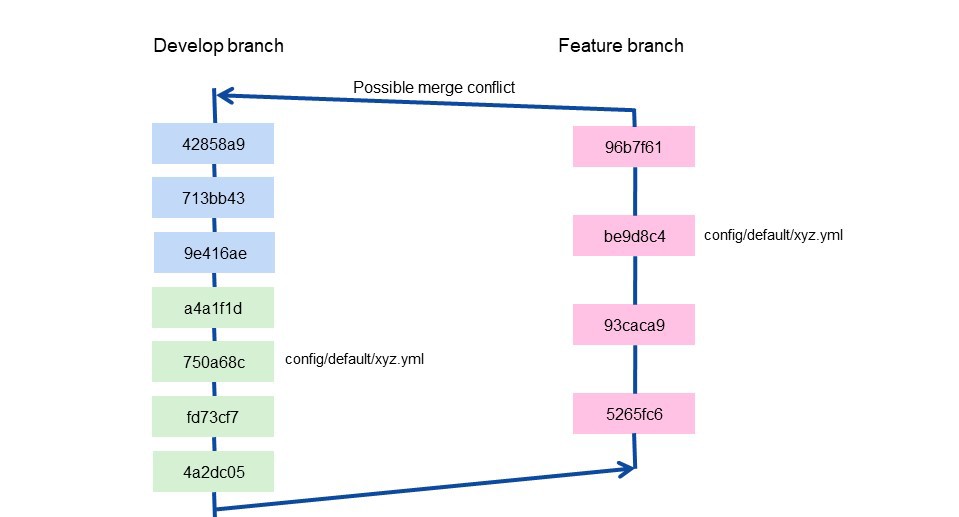 Develop branch
Feature branch
Possible merge conflict
42858a9
96b7f61
713bb43
be9d8c4
config/default/xyz.yml
9e416ae
a4a1f1d
93caca9
750a68c
config/default/xyz.yml
fd73cf7
5265fc6
4a2dc05